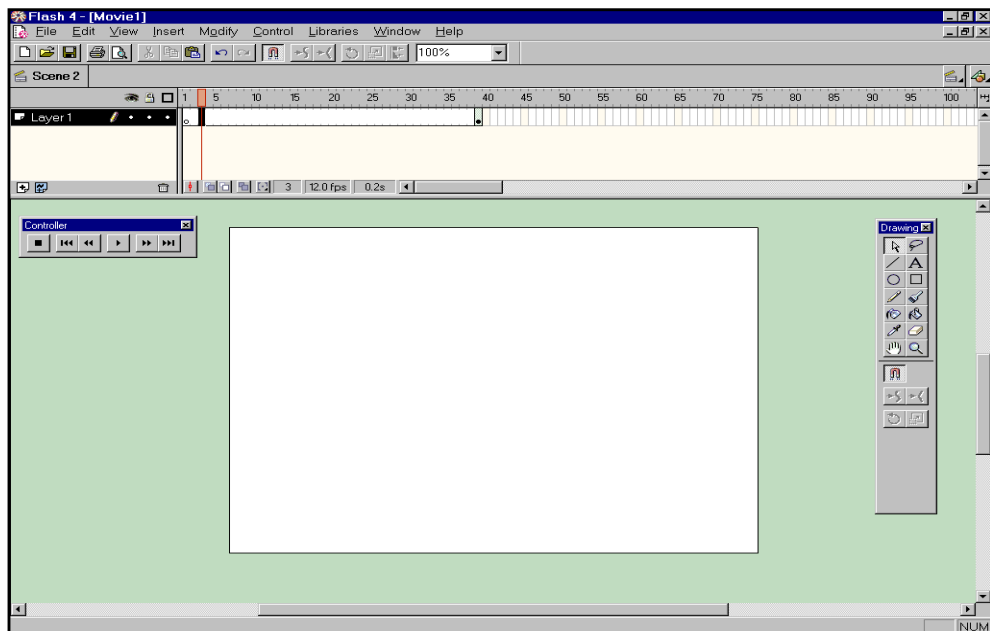 Flash 4 - [Movie1]
File Edit View Insert Modify Control Libraries Window Help
100%
Scene 2
1 5 10 15 20 25 30 35 40 45 50 55 60 65 70 75 80 85 90 95 100
Layer 1
3 12.0 fps 0.2s
Controller
Drawing
A
NUM